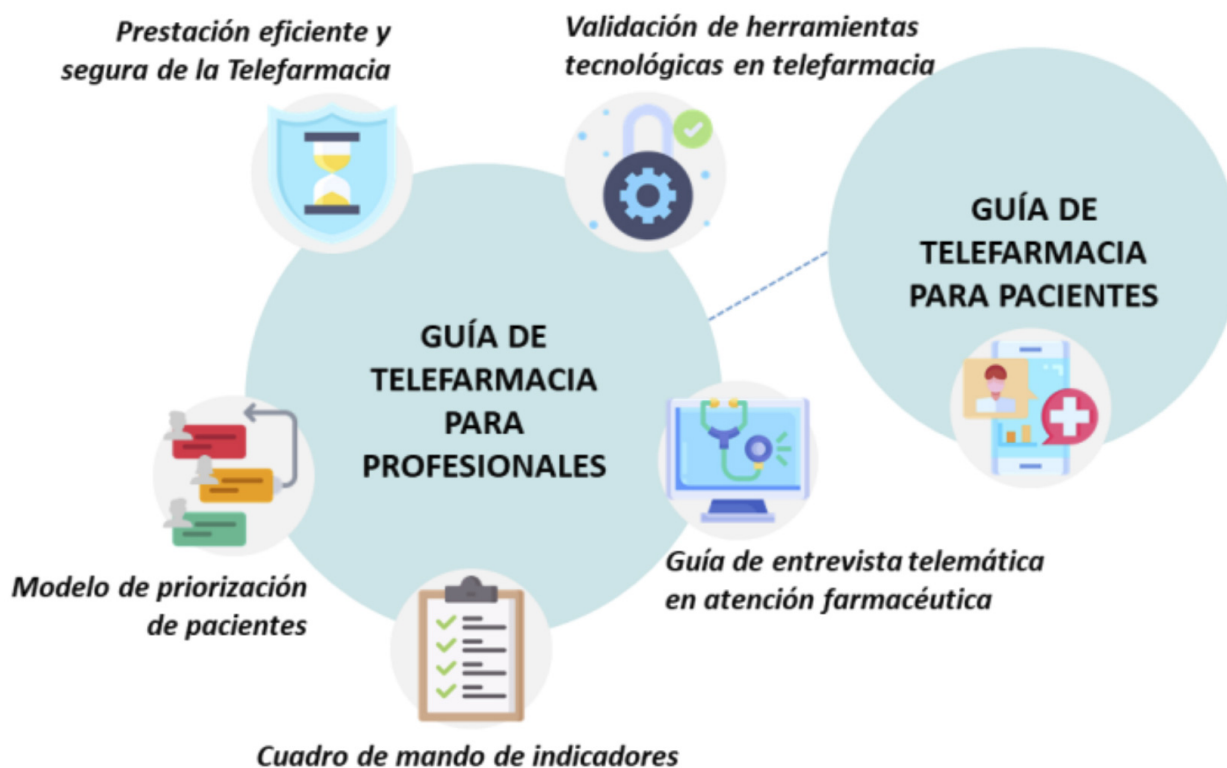 Prestación eficiente y
segura de la Telefarmacia
Validación de herramientas
tecnológicas en telefarmacia
GUÍA DE
TELEFARMACIA
PARA PACIENTES
GUÍA DE
TELEFARMACIA
PARA
PROFESIONALES
Modelo de priorización
de pacientes
Guía de entrevista telemática
en atención farmacéutica
Cuadro de mando de indicadores